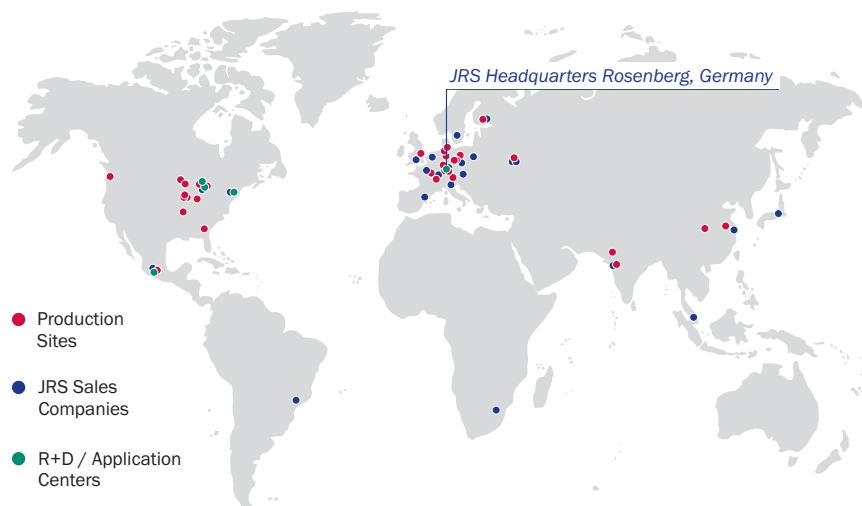 JRS Headquarters Rosenberg, Germany
Production
Sites
JRS Sales
Companies
R+D / Application
Centers